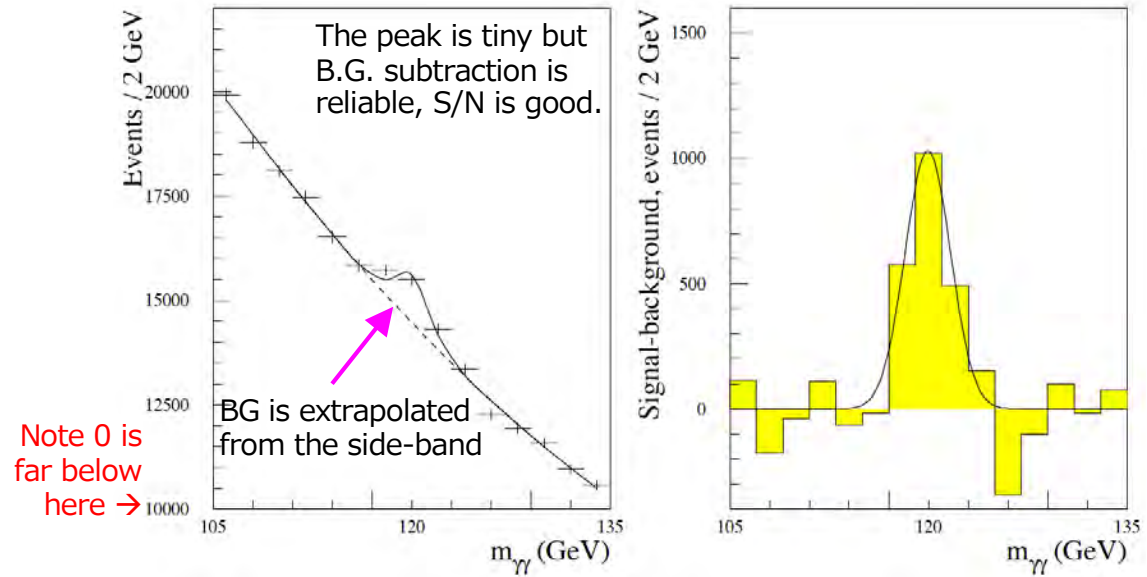 The peak is tiny but
B.G. subtraction is
reliable, S/N is good.
Events / 2 GeV
20000
17500
15000
12500
10000
BG is extrapolated
from the side-band
Note 0 is
far below
here →
105
120
135
mγγ (GeV)
Signal-background, events / 2 GeV
1500
1000
500
0
105
120
135
mγγ (GeV)